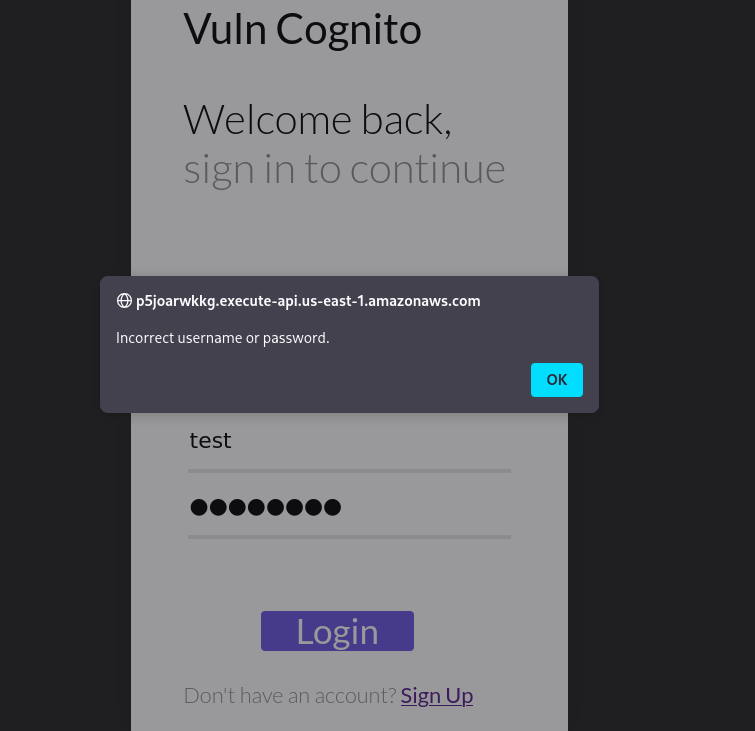 Vuln Cognito
Welcome back,
sign in to continue
p5joarwkkg.execute-api.us-east-1.amazonaws.com
Incorrect username or password.
OK
test
●●●●●●●●
Login
Don't have an account? Sign Up